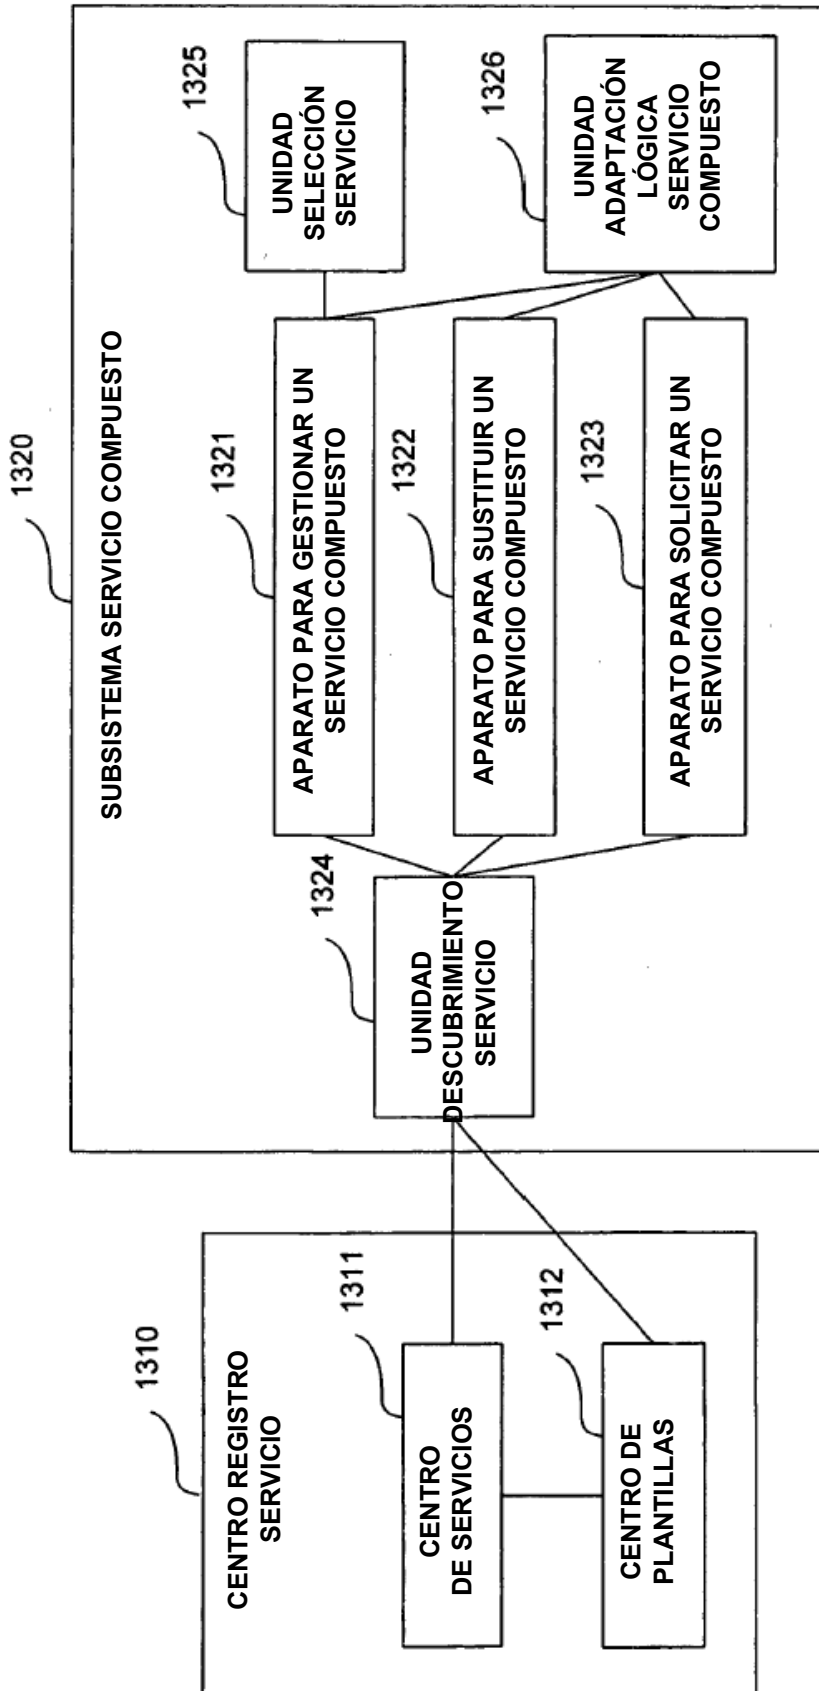 1310
CENTRO REGISTRO
SERVICIO
1311
CENTRO
DE SERVICIOS
1312
CENTRO DE
PLANTILLAS
1320
SUBSISTEMA SERVICIO COMPUESTO
1324
UNIDAD
DESCUBRIMIENTO
SERVICIO
1321
APARATO PARA GESTIONAR UN
SERVICIO COMPUESTO
1322
APARATO PARA SUSTITUIR UN
SERVICIO COMPUESTO
1323
APARATO PARA SOLICITAR UN
SERVICIO COMPUESTO
1325
UNIDAD
SELECCIÓN
SERVICIO
1326
UNIDAD
ADAPTACIÓN
LÓGICA
SERVICIO
COMPUESTO